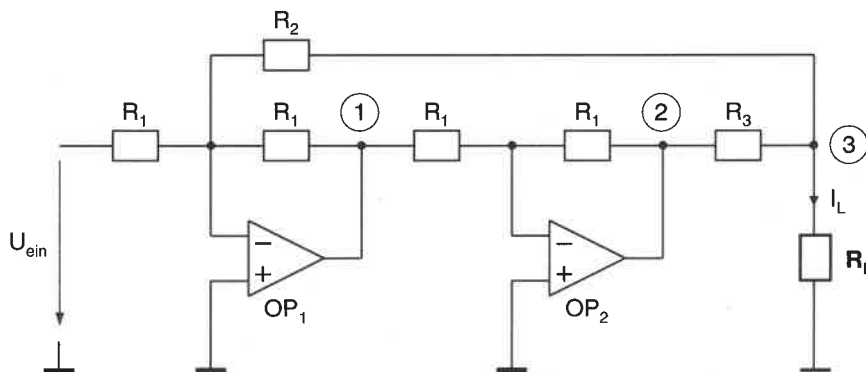 R2
R1
R1
1
R1
R1
2
R3
3
IL
Uein
−
+
OP1
−
+
OP2